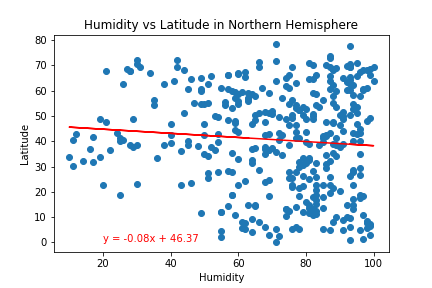 Humidity vs Latitude in Northern Hemisphere
80
70
60
50
40
30
20
10
0
Latitude
y = -0.08x + 46.37
20 40 60 80 100
Humidity